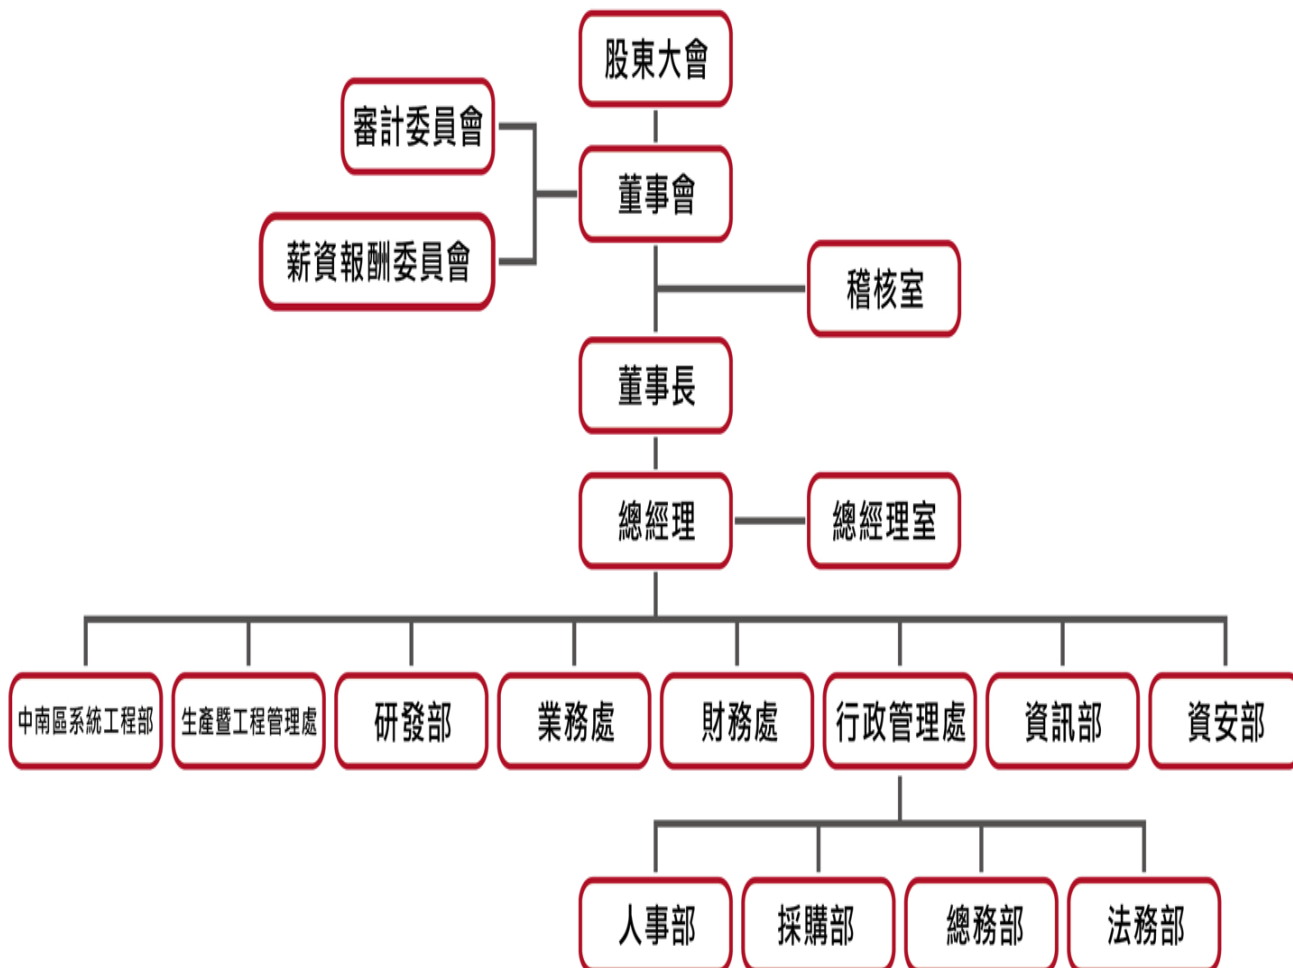 股東大會
審計委員會
董事會
薪資報酬委員會
稽核室
董事長
總經理
總經理室
中南區系統工程部
生產暨工程管理處
研發部
業務處
財務處
行政管理處
資訊部
資安部
人事部
採購部
總務部
法務部